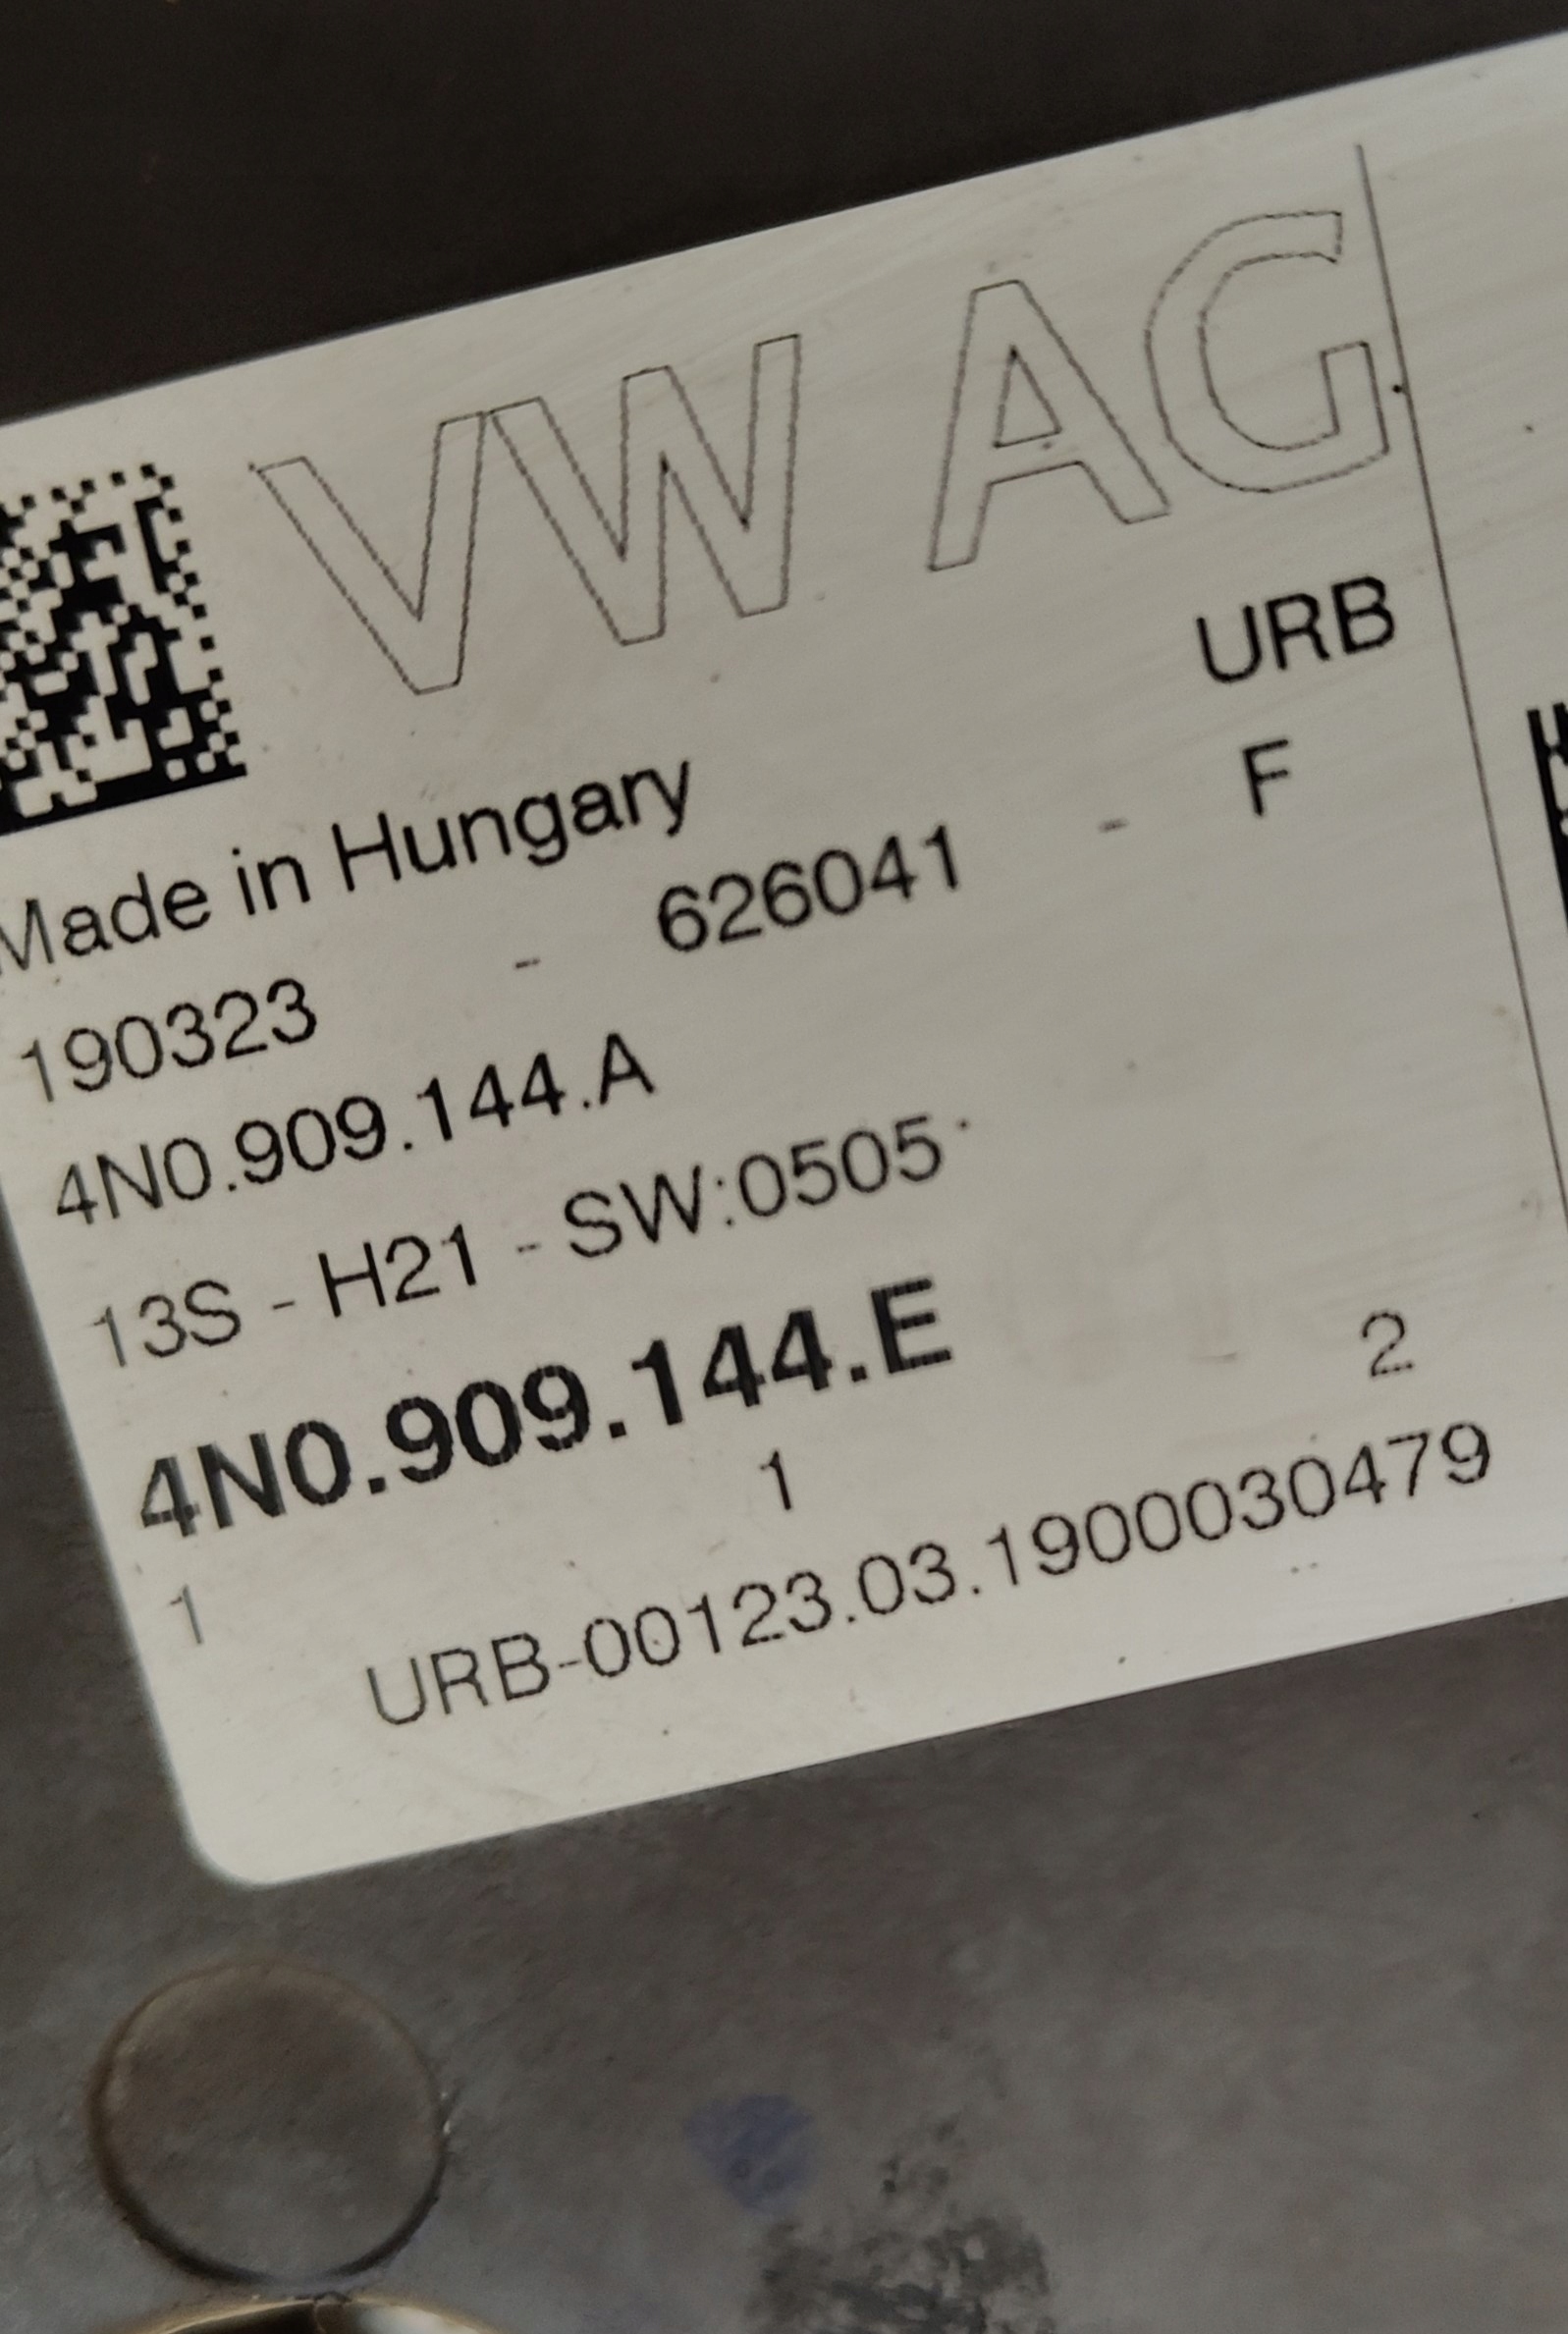 VW AG
URB
Made in Hungary
190323 - 626041 - F
4N0.909.144.A
13S - H21 - SW:0505
4N0.909.144.E
1 1 2
URB-00123.03.1900030479